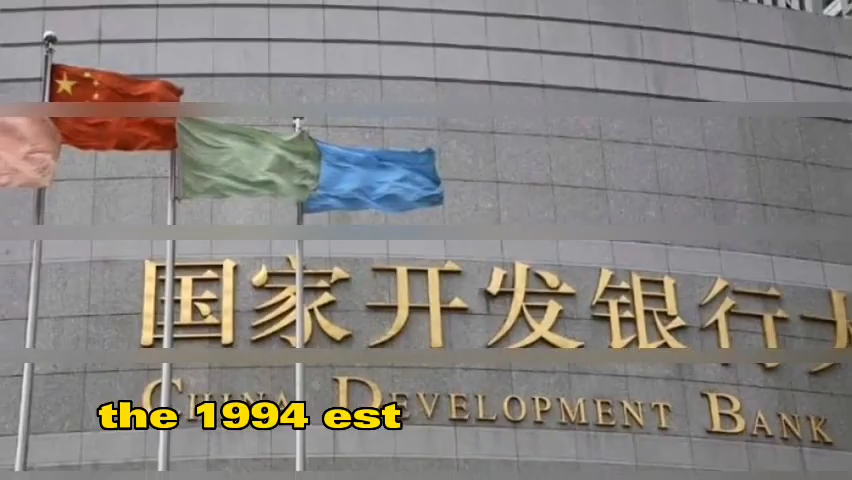 国家开发银行
CHINA DEVELOPMENT BANK
the 1994 est